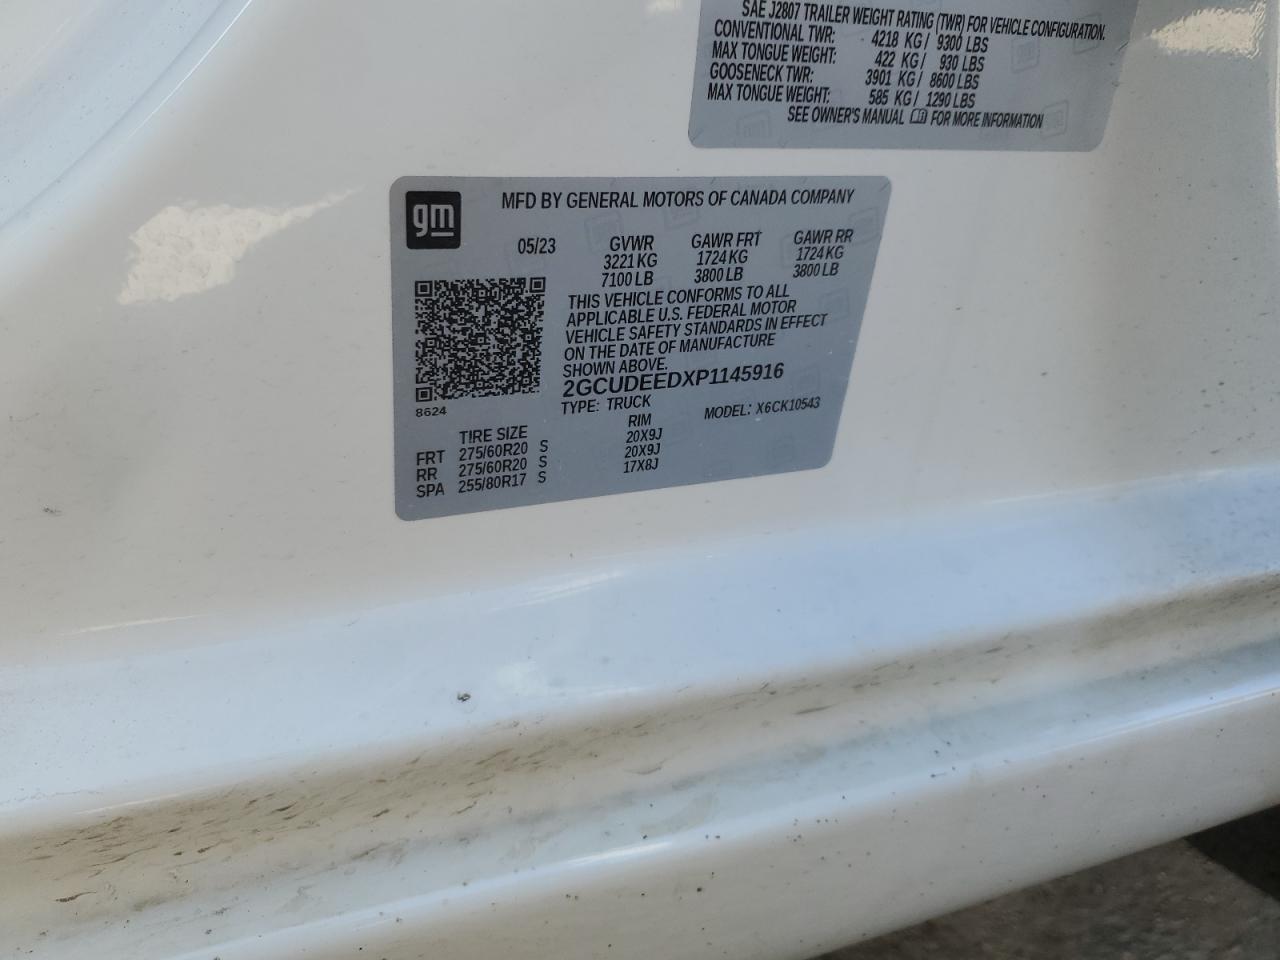 SAE J2807 TRAILER WEIGHT RATING (TWR) FOR VEHICLE CONFIGURATION.
CONVENTIONAL TWR: 4218 KG / 9300 LBS
MAX TONGUE WEIGHT: 422 KG / 930 LBS
GOOSENECK TWR: 3901 KG / 8600 LBS
MAX TONGUE WEIGHT: 585 KG / 1290 LBS
SEE OWNER'S MANUAL FOR MORE INFORMATION
gm
MFD BY GENERAL MOTORS OF CANADA COMPANY
05/23 GVWR GAWR FRT GAWR RR
3221 KG 1724 KG 1724 KG
7100 LB 3800 LB 3800 LB
THIS VEHICLE CONFORMS TO ALL
APPLICABLE U.S. FEDERAL MOTOR
VEHICLE SAFETY STANDARDS IN EFFECT
ON THE DATE OF MANUFACTURE
SHOWN ABOVE.
2GCUDEEDXP1145916
8624
TYPE: TRUCK MODEL: X6CK10543
TIRE SIZE RIM
FRT 275/60R20 S 20X9J
RR 275/60R20 S 20X9J
SPA 255/80R17 S 17X8J